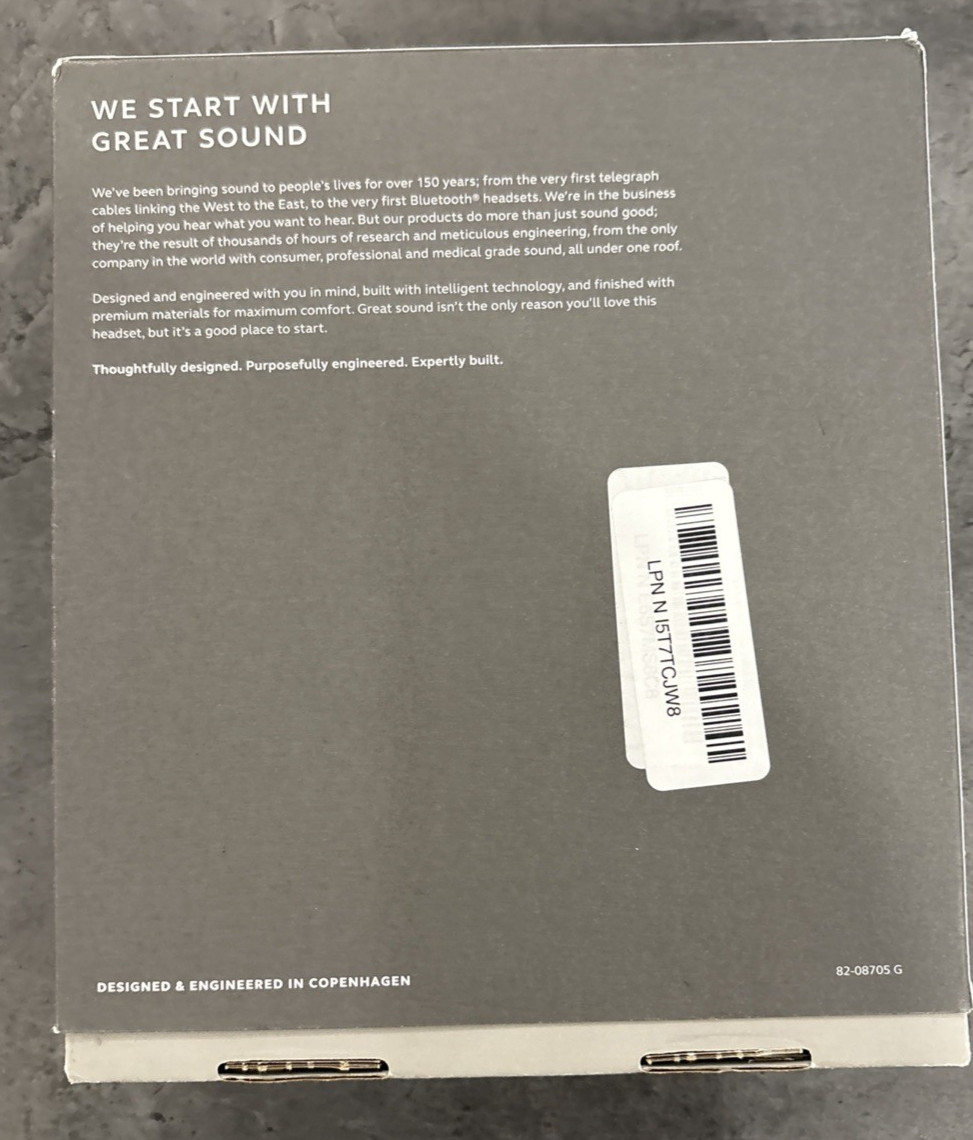 WE START WITH
GREAT SOUND
We've been bringing sound to people's lives for over 150 years; from the very first telegraph
cables linking the West to the East, to the very first Bluetooth® headsets. We're in the business
of helping you hear what you want to hear. But our products do more than just sound good;
they're the result of thousands of hours of research and meticulous engineering, from the only
company in the world with consumer, professional and medical grade sound, all under one roof.
Designed and engineered with you in mind, built with intelligent technology, and finished with
premium materials for maximum comfort. Great sound isn't the only reason you'll love this
headset, but it's a good place to start.
Thoughtfully designed. Purposefully engineered. Expertly built.
LPN N I5T7TCJW8
DESIGNED & ENGINEERED IN COPENHAGEN
82-08705 G